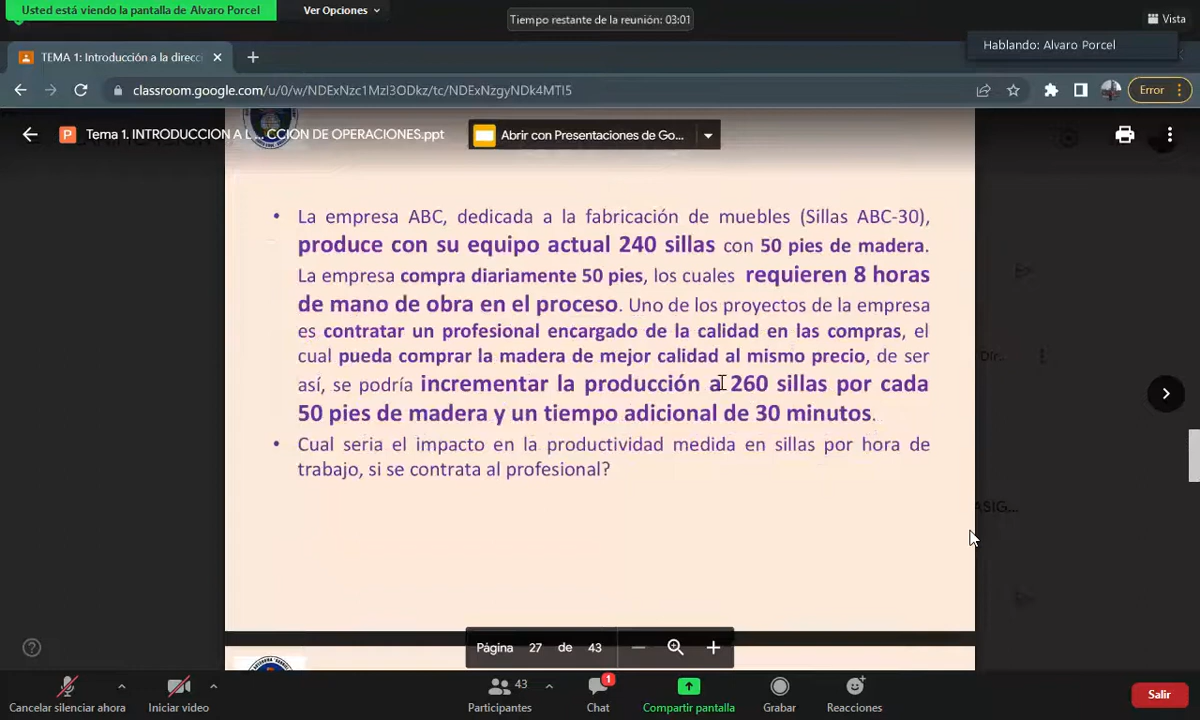 Usted está viendo la pantalla de Alvaro Porcel
Ver Opciones
Tiempo restante de la reunión: 03:01
Vista
Hablando: Alvaro Porcel
TEMA 1: Introducción a la direcc
classroom.google.com/u/0/w/NDExNzc1MzI3ODkz/tc/NDExNzgyNDk4MTI5
Error
Tema 1. INTRODUCCION A L ... CCION DE OPERACIONES.ppt
Abrir con Presentaciones de Go...
• La empresa ABC, dedicada a la fabricación de muebles (Sillas ABC-30),
produce con su equipo actual 240 sillas con 50 pies de madera.
La empresa compra diariamente 50 pies, los cuales requieren 8 horas
de mano de obra en el proceso. Uno de los proyectos de la empresa
es contratar un profesional encargado de la calidad en las compras, el
cual pueda comprar la madera de mejor calidad al mismo precio, de ser
así, se podría incrementar la producción a 260 sillas por cada
50 pies de madera y un tiempo adicional de 30 minutos.
• Cual seria el impacto en la productividad medida en sillas por hora de
trabajo, si se contrata al profesional?
Dir...
ASIG...
Página 27 de 43
43
1
Cancelar silenciar ahora
Iniciar video
Participantes
Chat
Compartir pantalla
Grabar
Reacciones
Salir